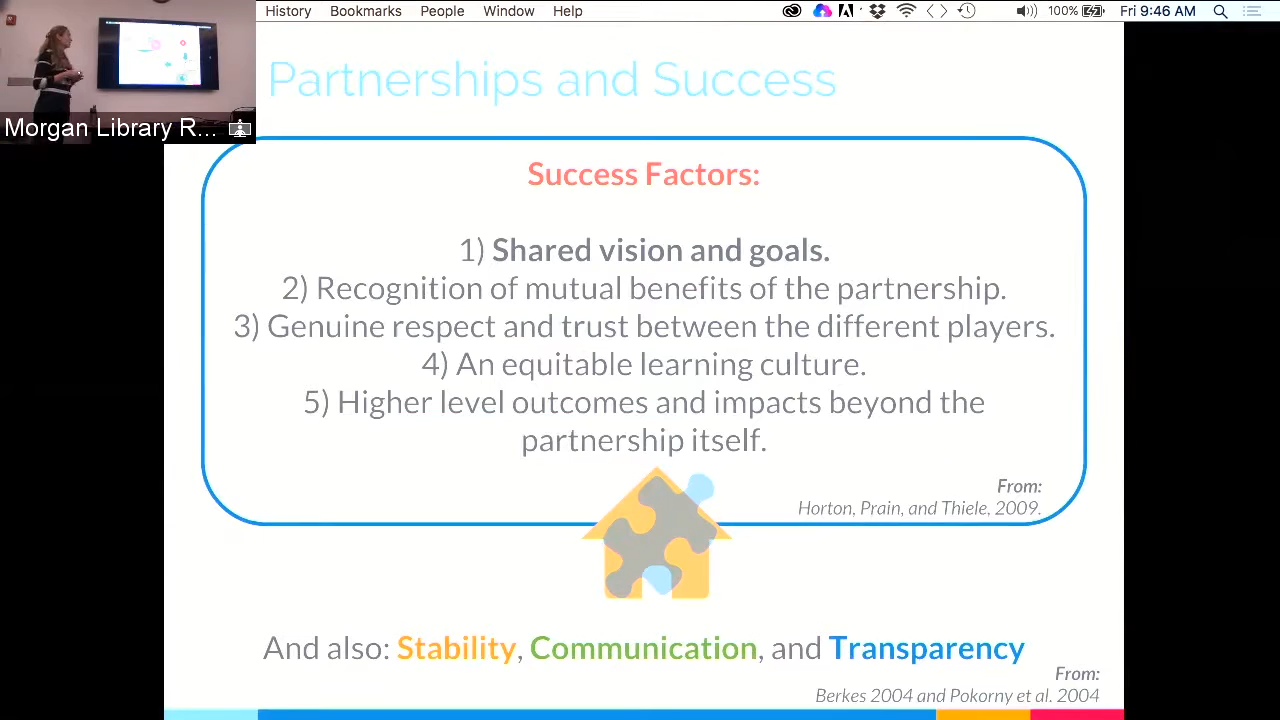 History Bookmarks People Window Help 100% Fri 9:46 AM
Morgan Library R...
Partnerships and Success
Success Factors:
1) Shared vision and goals.
2) Recognition of mutual benefits of the partnership.
3) Genuine respect and trust between the different players.
4) An equitable learning culture.
5) Higher level outcomes and impacts beyond the
partnership itself.
From:
Horton, Prain, and Thiele, 2009.
And also: Stability, Communication, and Transparency
From:
Berkes 2004 and Pokorny et al. 2004